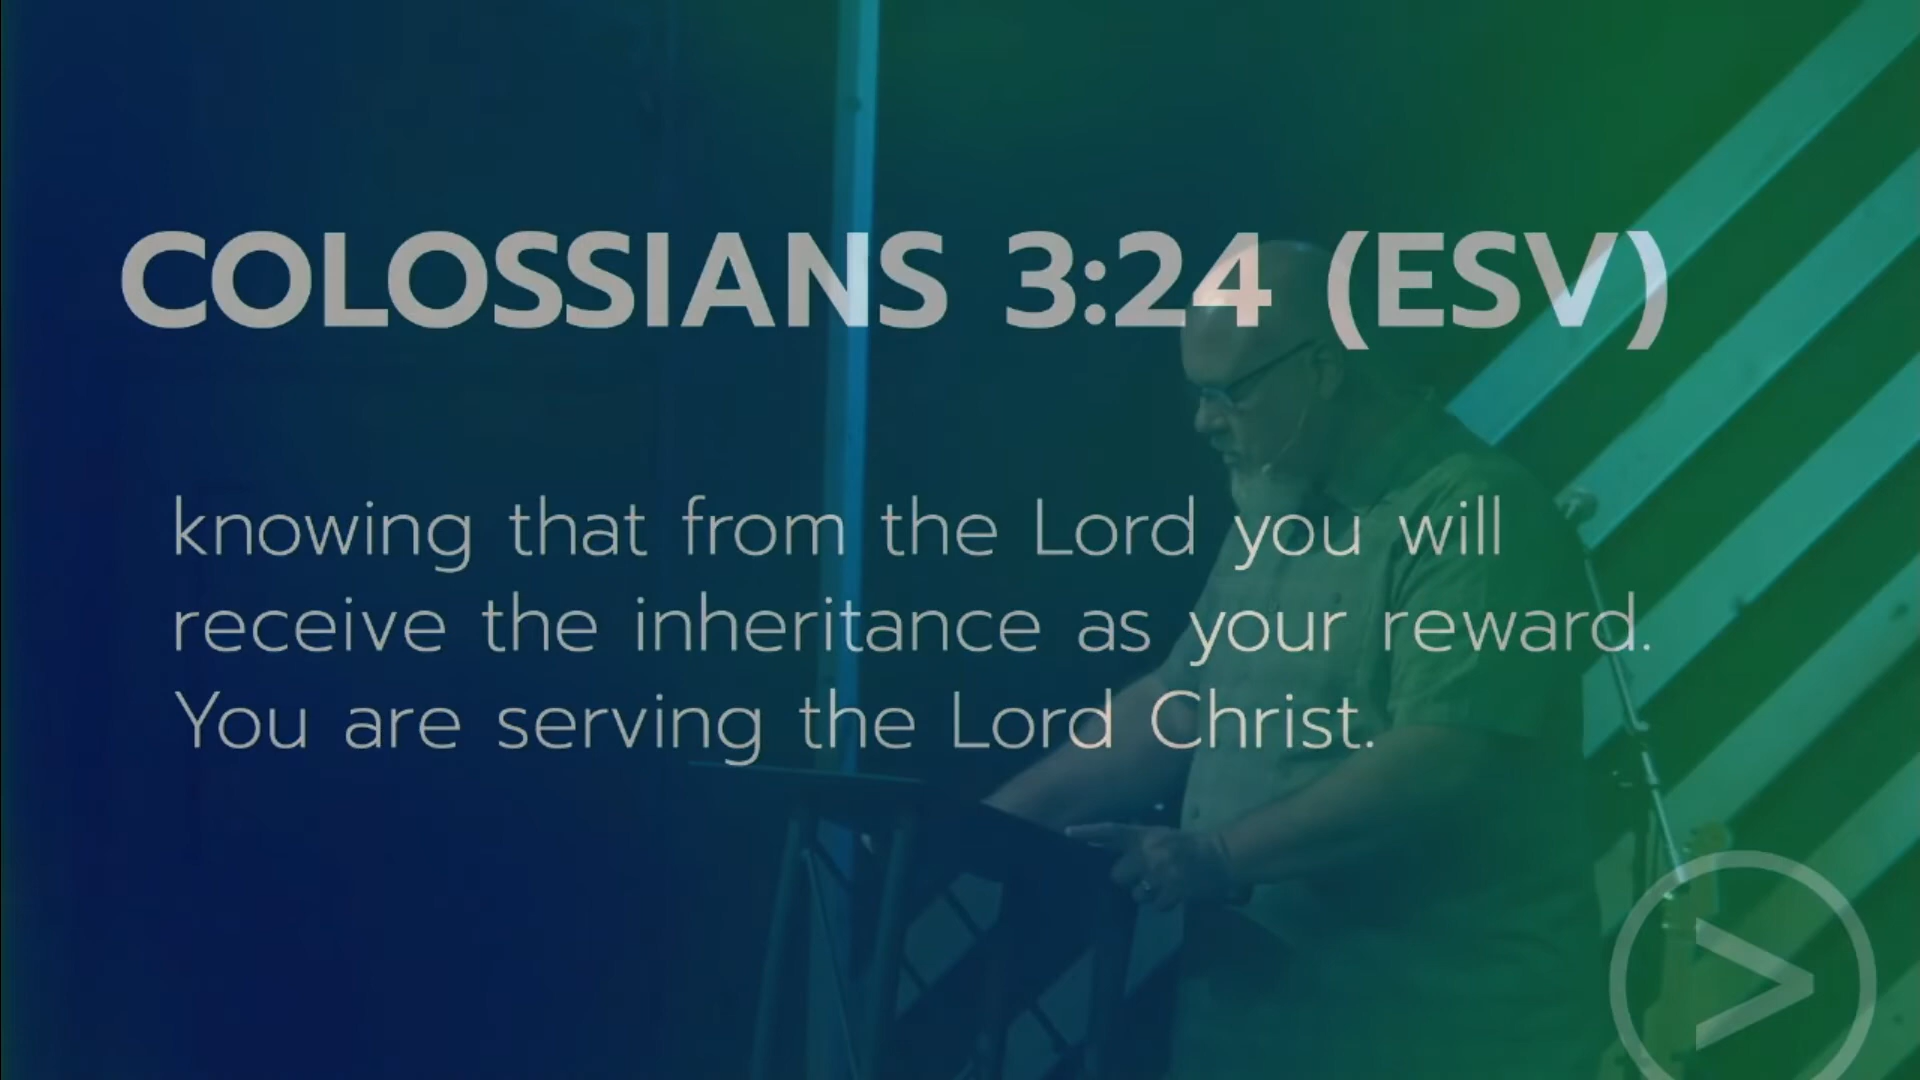 COLOSSIANS 3:24 (ESV)
knowing that from the Lord you will
receive the inheritance as your reward.
You are serving the Lord Christ.